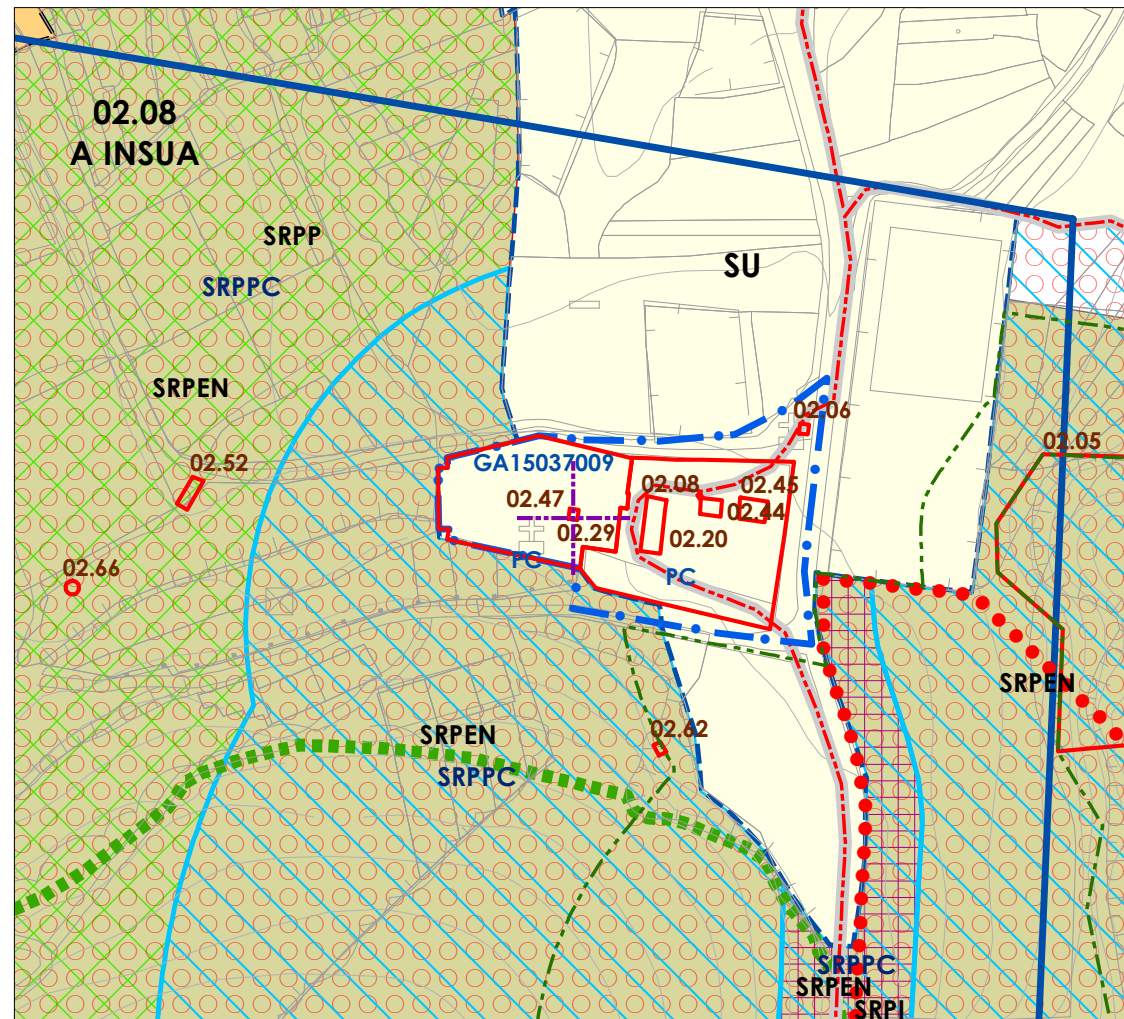 02.08
A INSUA
SRPP
SU
SRPPC
SRPEN
02.06
02.05
GA15037009
02.52
02.08
02.45
02.47
02.44
02.29
02.20
PC
02.66
PC
SRPEN
02.62
SRPEN
SRPPC
SRPPC
SRPEN
SRPI